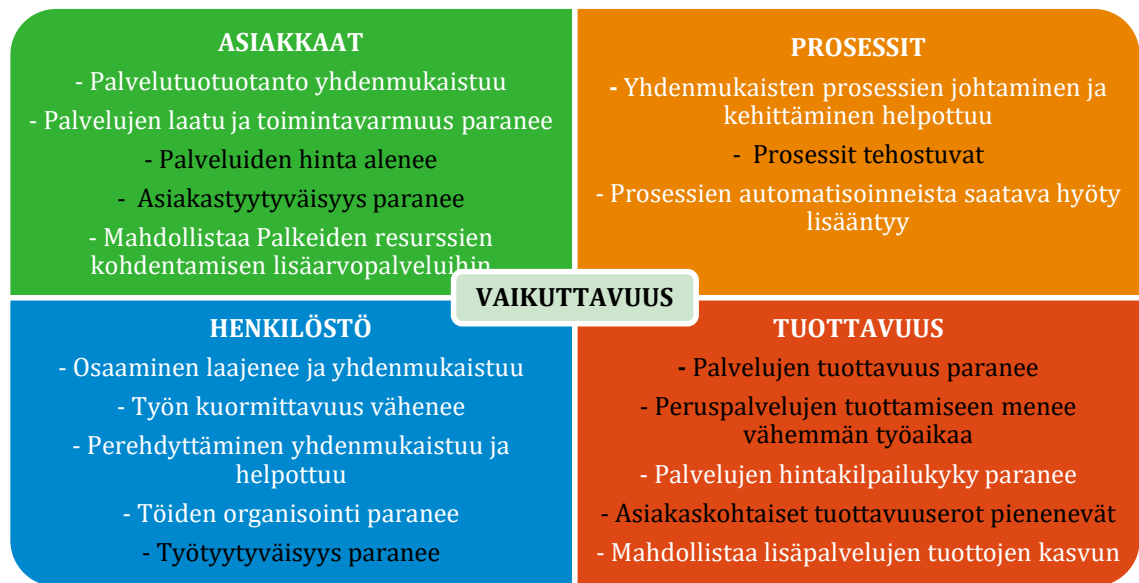 ASIAKKAAT
- Palvelutuotuotanto yhdenmukaistuu
- Palvelujen laatu ja toimintavarmuus paranee
- Palveluiden hinta alenee
- Asiakastyytyväisyys paranee
- Mahdollistaa Palkeiden resurssien
kohdentamisen lisäarvopalveluihin
PROSESSIT
- Yhdenmukaisten prosessien johtaminen ja
kehittäminen helpottuu
- Prosessit tehostuvat
- Prosessien automatisoinneista saatava hyöty
lisääntyy
VAIKUTTAVUUS
HENKILÖSTÖ
- Osaaminen laajenee ja yhdenmukaistuu
- Työn kuormittavuus vähenee
- Perehdyttäminen yhdenmukaistuu ja
helpottuu
- Töiden organisointi paranee
- Työtyytyväisyys paranee
TUOTTAVUUS
- Palvelujen tuottavuus paranee
- Peruspalvelujen tuottamiseen menee
vähemmän työaikaa
- Palvelujen hintakilpailukyky paranee
- Asiakaskohtaiset tuottavuuserot pienenevät
- Mahdollistaa lisäpalvelujen tuottojen kasvun